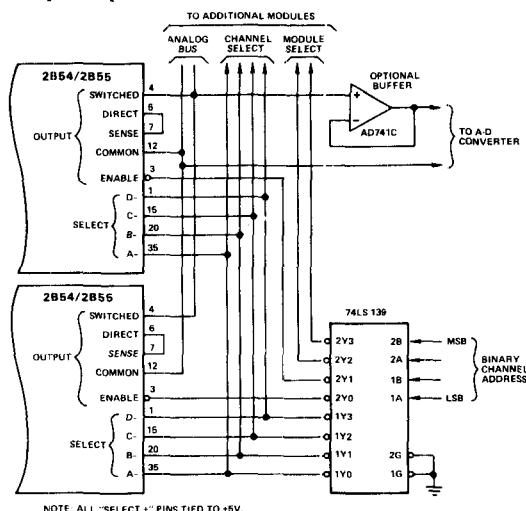 TO ADDITIONAL MODULES
ANALOG BUS
CHANNEL SELECT
MODULE SELECT
2B54/2B55
OUTPUT
SWITCHED 4
DIRECT 6
SENSE 7
COMMON 12
ENABLE 3
SELECT
D- 1
C- 15
B- 20
A- 35
OPTIONAL BUFFER
+
−
AD741C
TO A-D CONVERTER
2B54/2B55
OUTPUT
SWITCHED 4
DIRECT 6
SENSE 7
COMMON 12
ENABLE 3
SELECT
D- 1
C- 15
B- 20
A- 35
74LS 139
2Y3 2B MSB
2Y2 2A
2Y1 1B
2Y0 1A LSB
1Y3
1Y2
1Y1 2G
1Y0 1G
BINARY CHANNEL ADDRESS
NOTE: ALL "SELECT +" PINS TIED TO +5V